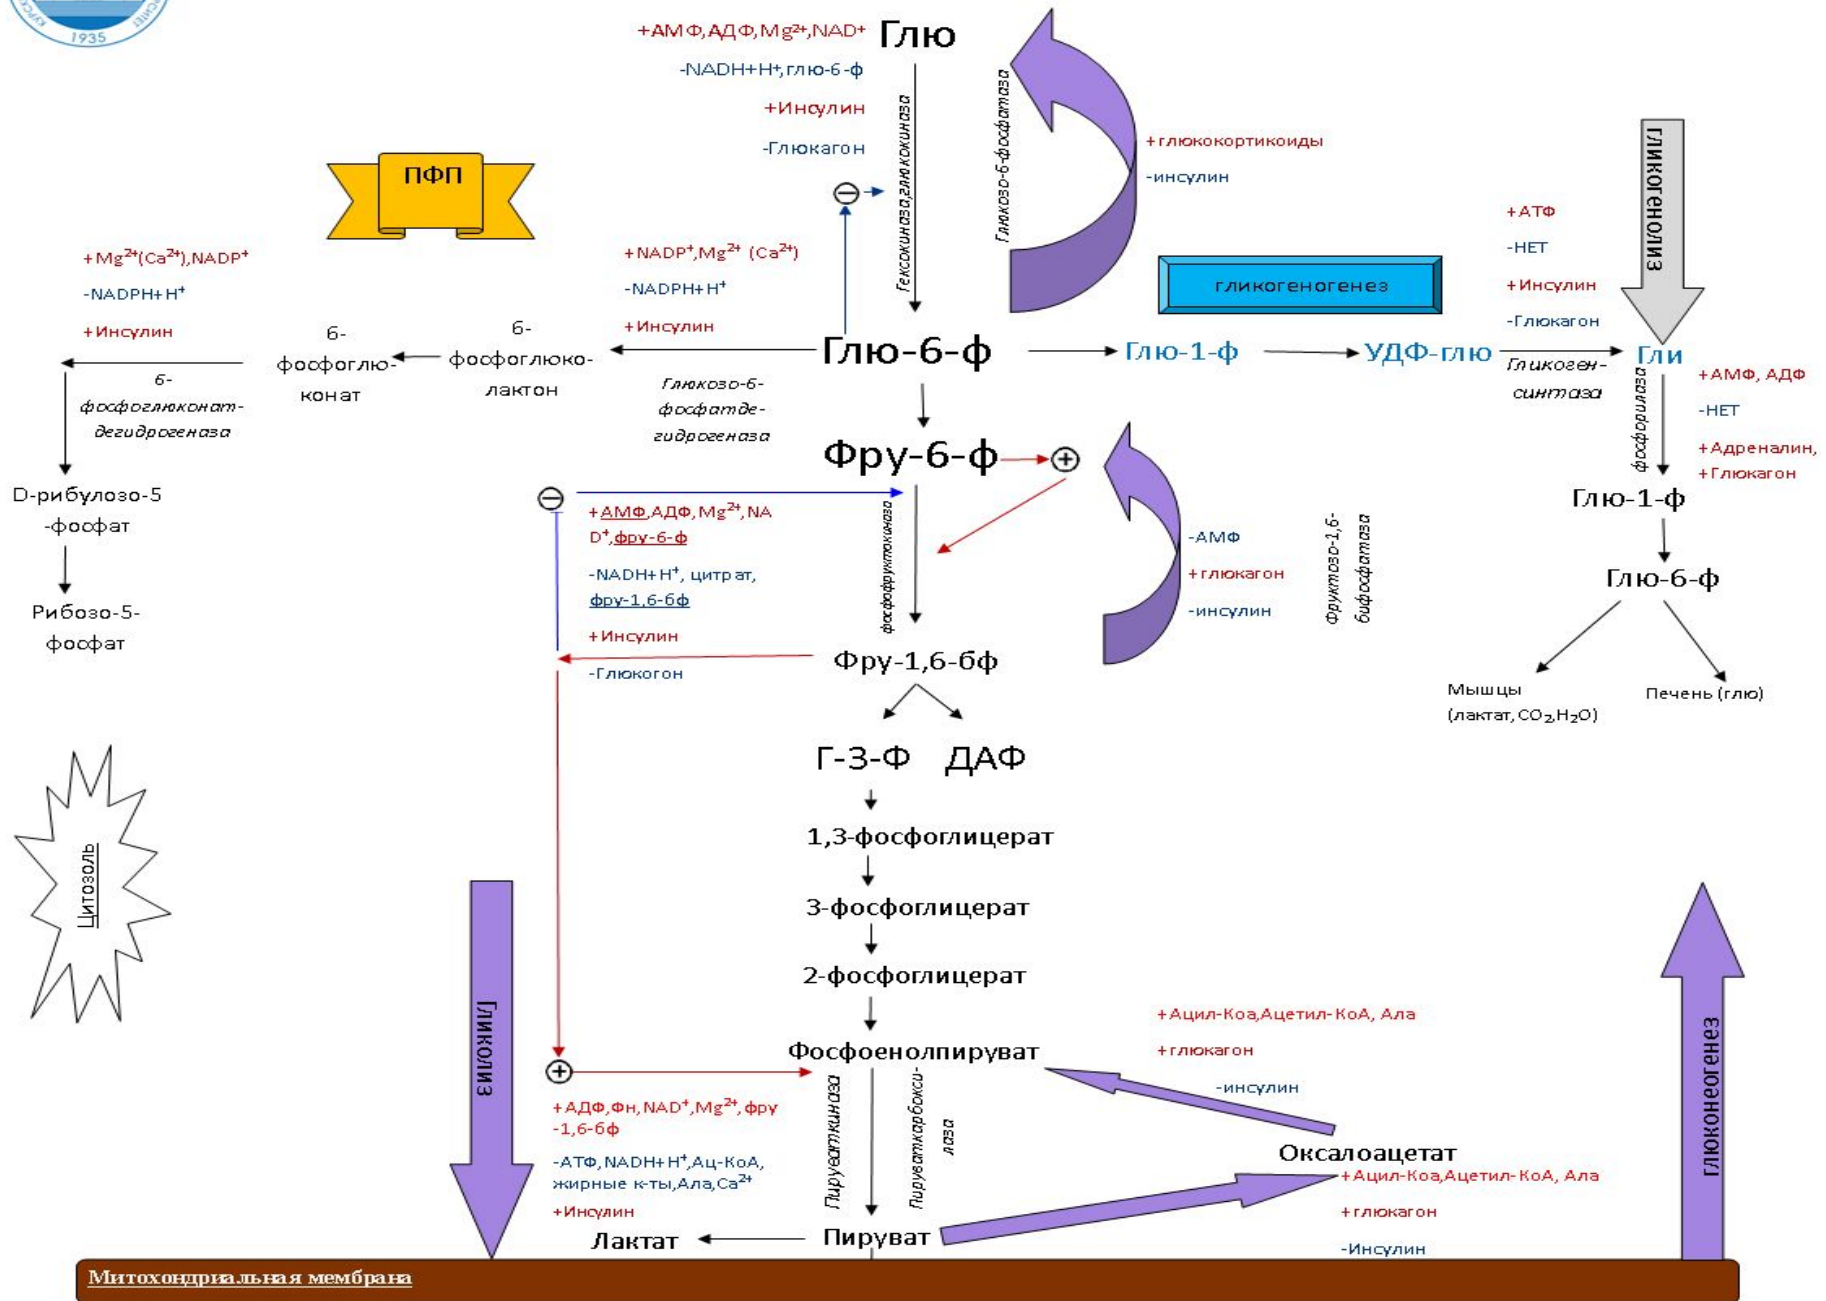 1935
+АМФ,АДФ,Mg²⁺,NAD⁺
Глю
-NADH+H⁺,глю-6-ф
+Инсулин
-Глюкагон
Гексокиназа,глюкокиназа
Глюкозо-6-фосфатаза
+глюкокортикоиды
-инсулин
ПФП
+Mg²⁺(Ca²⁺),NADP⁺
-NADPH+H⁺
+Инсулин
+NADP⁺,Mg²⁺ (Ca²⁺)
-NADPH+H⁺
+Инсулин
гликогеногенез
+АТФ
-НЕТ
+Инсулин
-Глюкагон
гликогенолиз
6-
фосфоглю-
конат
6-
фосфоглюко-
лактон
Глю-6-ф
Глю-1-ф
УДФ-глю
Гли
6-
фосфоглюконат-
дегидрогеназа
Глюкозо-6-
фосфатде-
гидрогеназа
Гликоген-
синтаза
фосфорилаза
+АМФ, АДФ
-НЕТ
+Адреналин,
+Глюкагон
Фру-6-ф
D-рибулозо-5
-фосфат
Рибозо-5-
фосфат
+АМФ,АДФ,Mg²⁺,NA
D⁺,фру-6-ф
-NADH+H⁺, цитрат,
фру-1,6-бф
+Инсулин
-Глюкогон
фосфофруктокиназа
-АМФ
+глюкагон
-инсулин
Фруктозо-1,6-
бифосфатаза
Глю-1-ф
Глю-6-ф
Мышцы
(лактат,CO₂,H₂O)
Печень (глю)
Фру-1,6-бф
Г-3-Ф ДАФ
1,3-фосфоглицерат
3-фосфоглицерат
2-фосфоглицерат
Фосфоенолпируват
Цитозоль
Гликолиз
+АДФ,Фн,NAD⁺,Mg²⁺,фру
-1,6-бф
-АТФ,NADH+H⁺,Ац-КоА,
жирные к-ты,Ала,Ca²⁺
+Инсулин
Пируваткиназа
Пируваткарбокси-
лаза
+Ацил-Коа,Ацетил-КоА, Ала
+глюкагон
-инсулин
Оксалоацетат
+Ацил-Коа,Ацетил-КоА, Ала
+глюкагон
-Инсулин
глюконеогенез
Лактат
Пируват
Митохондриальная мембрана